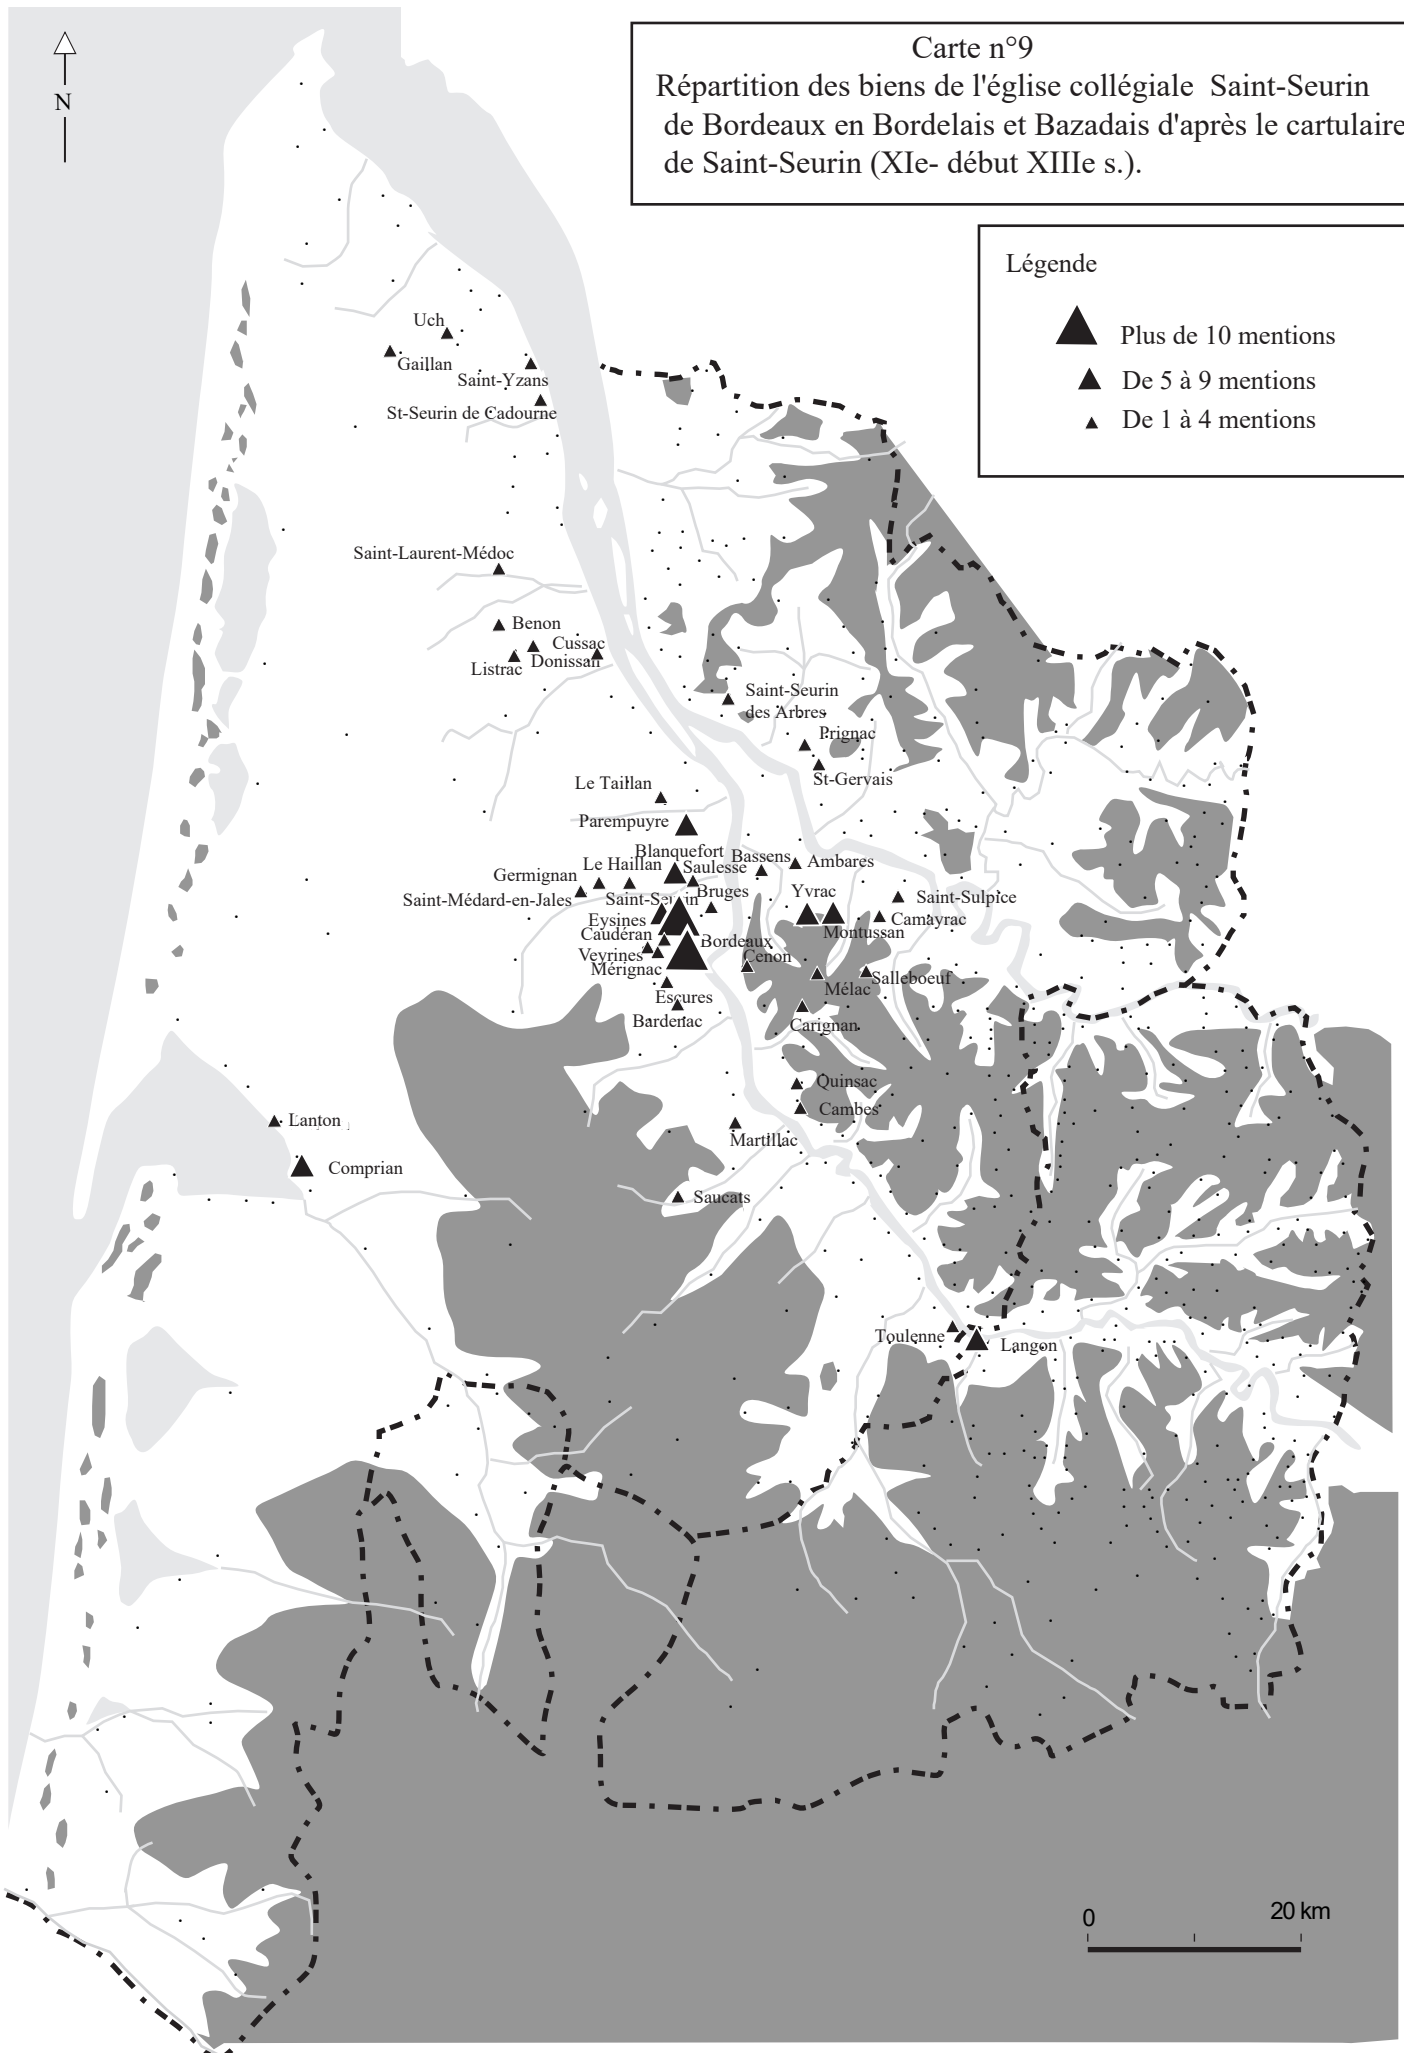 N
Carte n°9
Répartition des biens de l'église collégiale Saint-Seurin
de Bordeaux en Bordelais et Bazadais d'après le cartulaire
de Saint-Seurin (XIe- début XIIIe s.).
Légende
Plus de 10 mentions
De 5 à 9 mentions
De 1 à 4 mentions
Uch
Gaillan
Saint-Yzans
St-Seurin de Cadourne
Saint-Laurent-Médoc
Benon
Cussac
Donissan
Listrac
Saint-Seurin
des Arbres
Prignac
St-Gervais
Le Taillan
Parempuyre
Blanquefort
Bassens
Ambares
Le Haillan
Saulesse
Germignan
Saint-Médard-en-Jales
Saint-Seurin
Bruges
Yvrac
Saint-Sulpice
Eysines
Camayrac
Montussan
Caudéran
Bordeaux
Veyrines
Cenon
Mérignac
Salleboeuf
Mélac
Escures
Bardenac
Carignan
Quinsac
Cambes
Lanton
Martillac
Comprian
Saucats
Toulenne
Langon
0
20 km